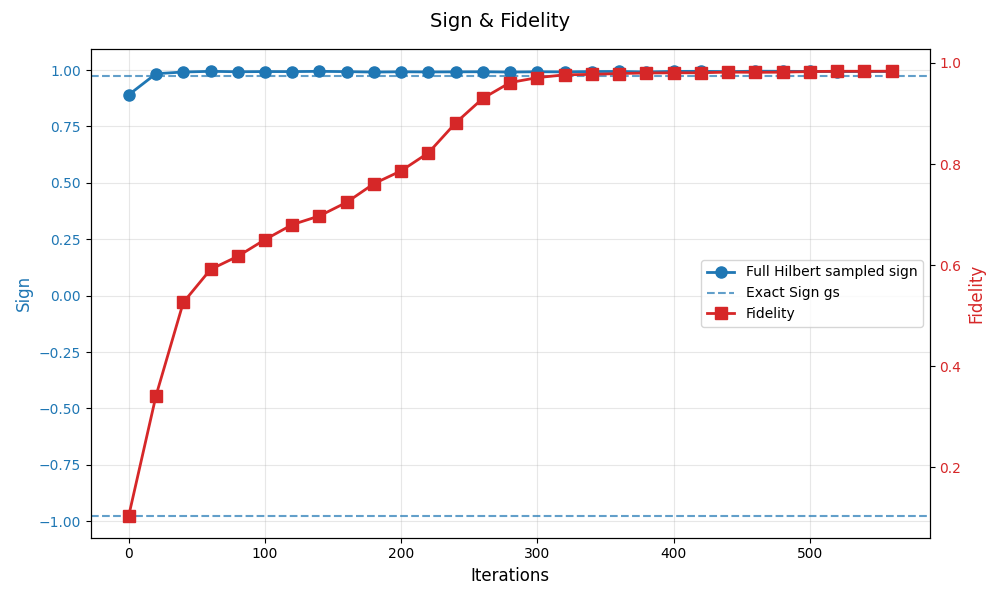 Sign & Fidelity
1.00
0.75
0.50
0.25
0.00
−0.25
−0.50
−0.75
−1.00
Sign
1.0
0.8
0.6
0.4
0.2
Fidelity
Full Hilbert sampled sign
Exact Sign gs
Fidelity
0 100 200 300 400 500
Iterations